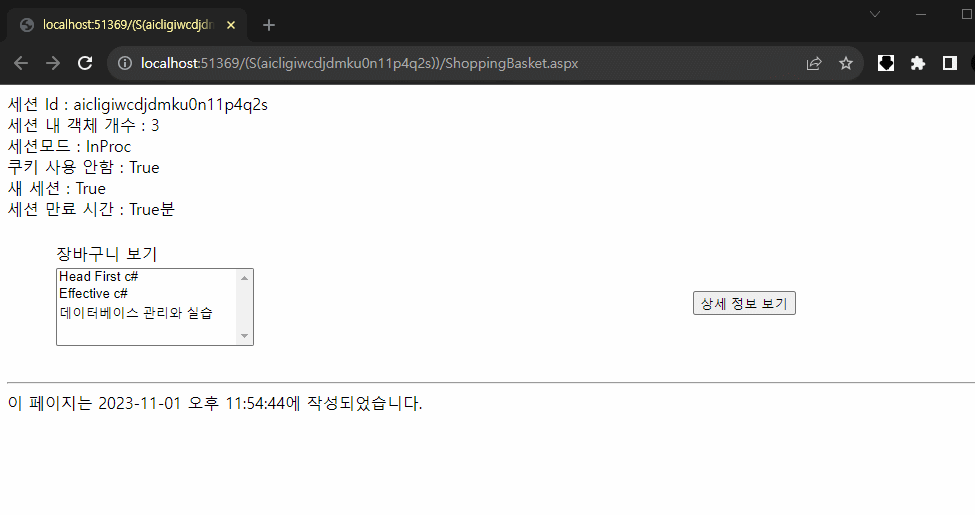 localhost:51369/(S(aicligiwcdjdn
localhost:51369/(S(aicligiwcdjdmku0n11p4q2s))/ShoppingBasket.aspx
세션 Id : aicligiwcdjdmku0n11p4q2s
세션 내 객체 개수 : 3
세션모드 : InProc
쿠키 사용 안함 : True
새 세션 : True
세션 만료 시간 : True분
장바구니 보기
Head First c#
Effective c#
데이터베이스 관리와 실습
상세 정보 보기
이 페이지는 2023-11-01 오후 11:54:44에 작성되었습니다.